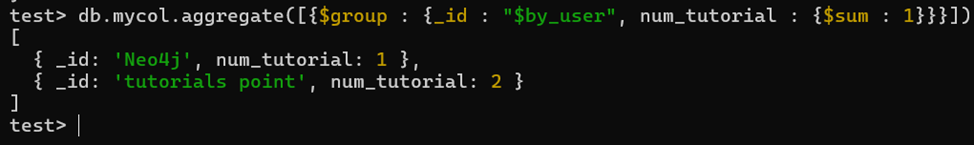 test> db.mycol.aggregate([{$group : {_id : "$by_user", num_tutorial : {$sum : 1}}}])
[
  { _id: 'Neo4j', num_tutorial: 1 },
  { _id: 'tutorials point', num_tutorial: 2 }
]
test>